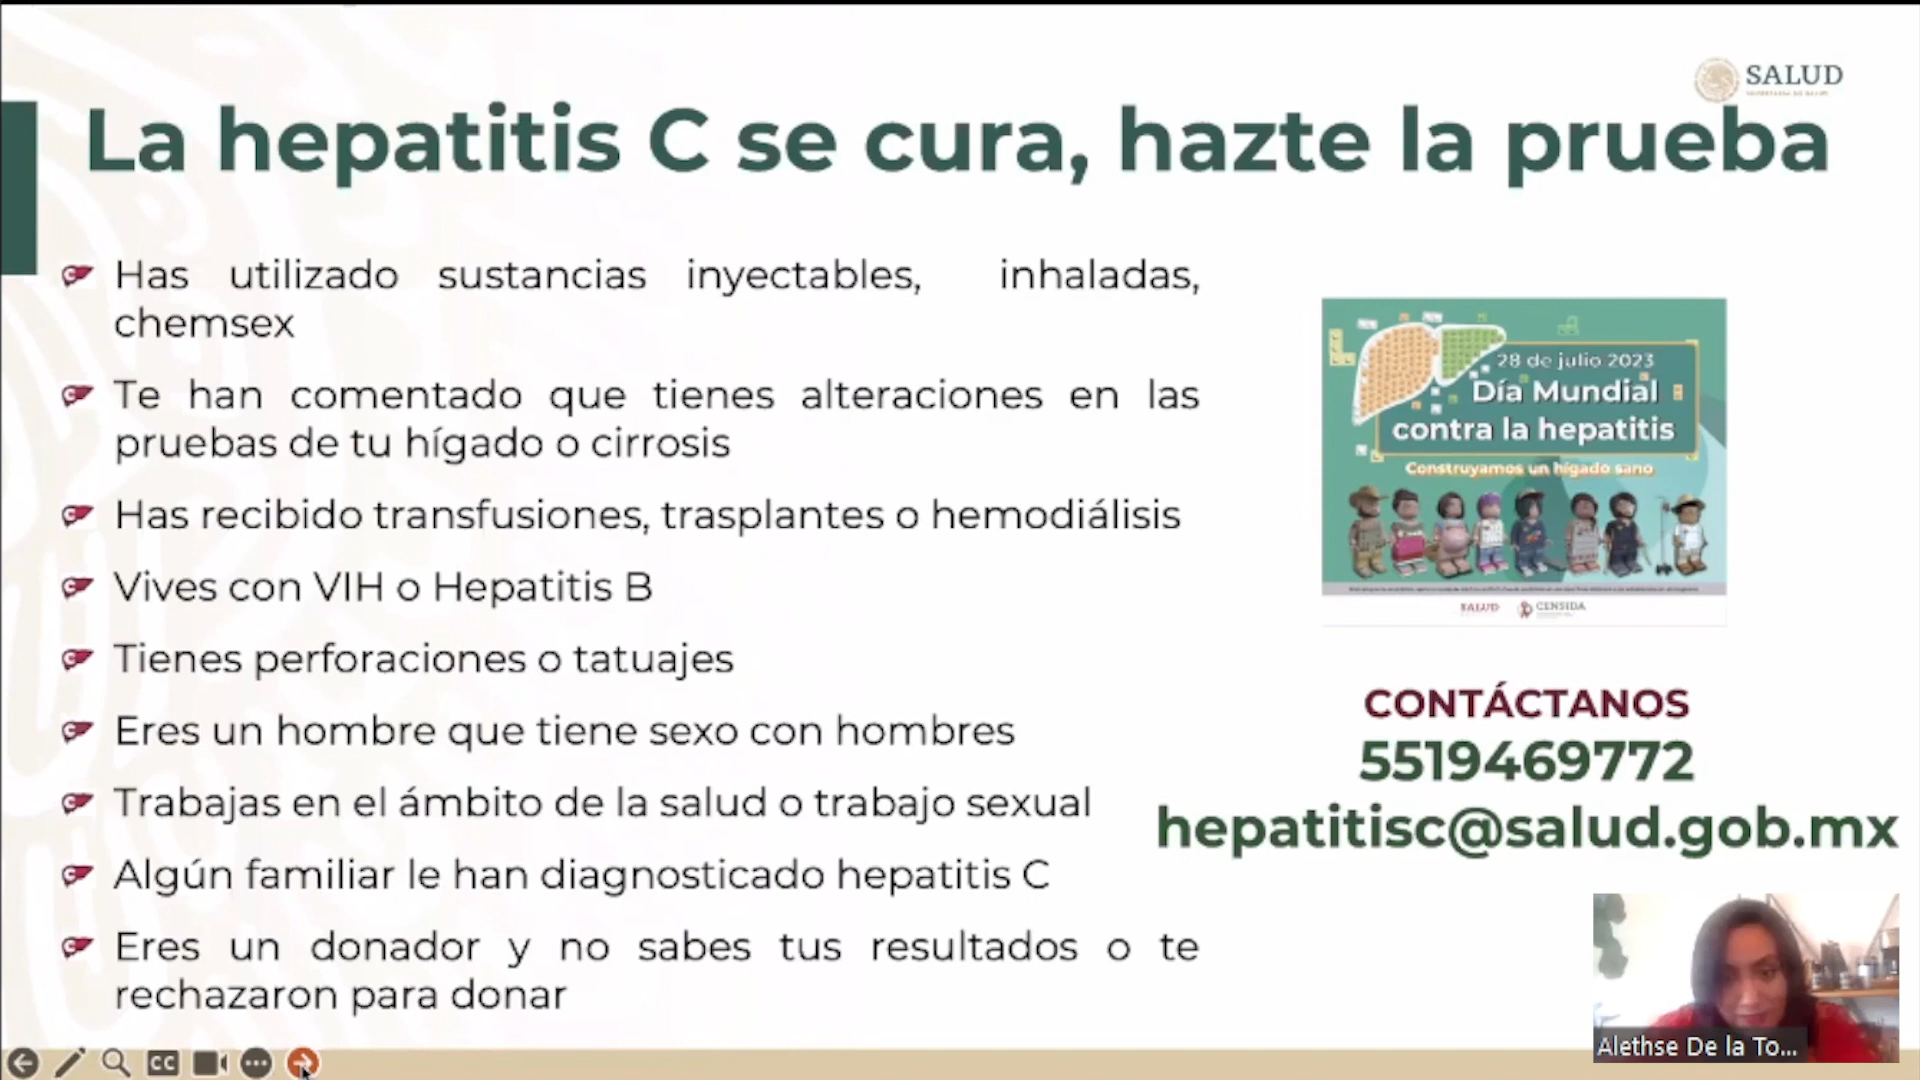 SALUD
La hepatitis C se cura, hazte la prueba
Has utilizado sustancias inyectables, inhaladas,
chemsex
Te han comentado que tienes alteraciones en las
pruebas de tu hígado o cirrosis
Has recibido transfusiones, trasplantes o hemodiálisis
Vives con VIH o Hepatitis B
Tienes perforaciones o tatuajes
Eres un hombre que tiene sexo con hombres
Trabajas en el ámbito de la salud o trabajo sexual
Algún familiar le han diagnosticado hepatitis C
Eres un donador y no sabes tus resultados o te
rechazaron para donar
28 de julio 2023
Día Mundial
contra la hepatitis
Construyamos un hígado sano
SALUD CENSIDA
CONTÁCTANOS
5519469772
hepatitisc@salud.gob.mx
Alethse De la To...
CC